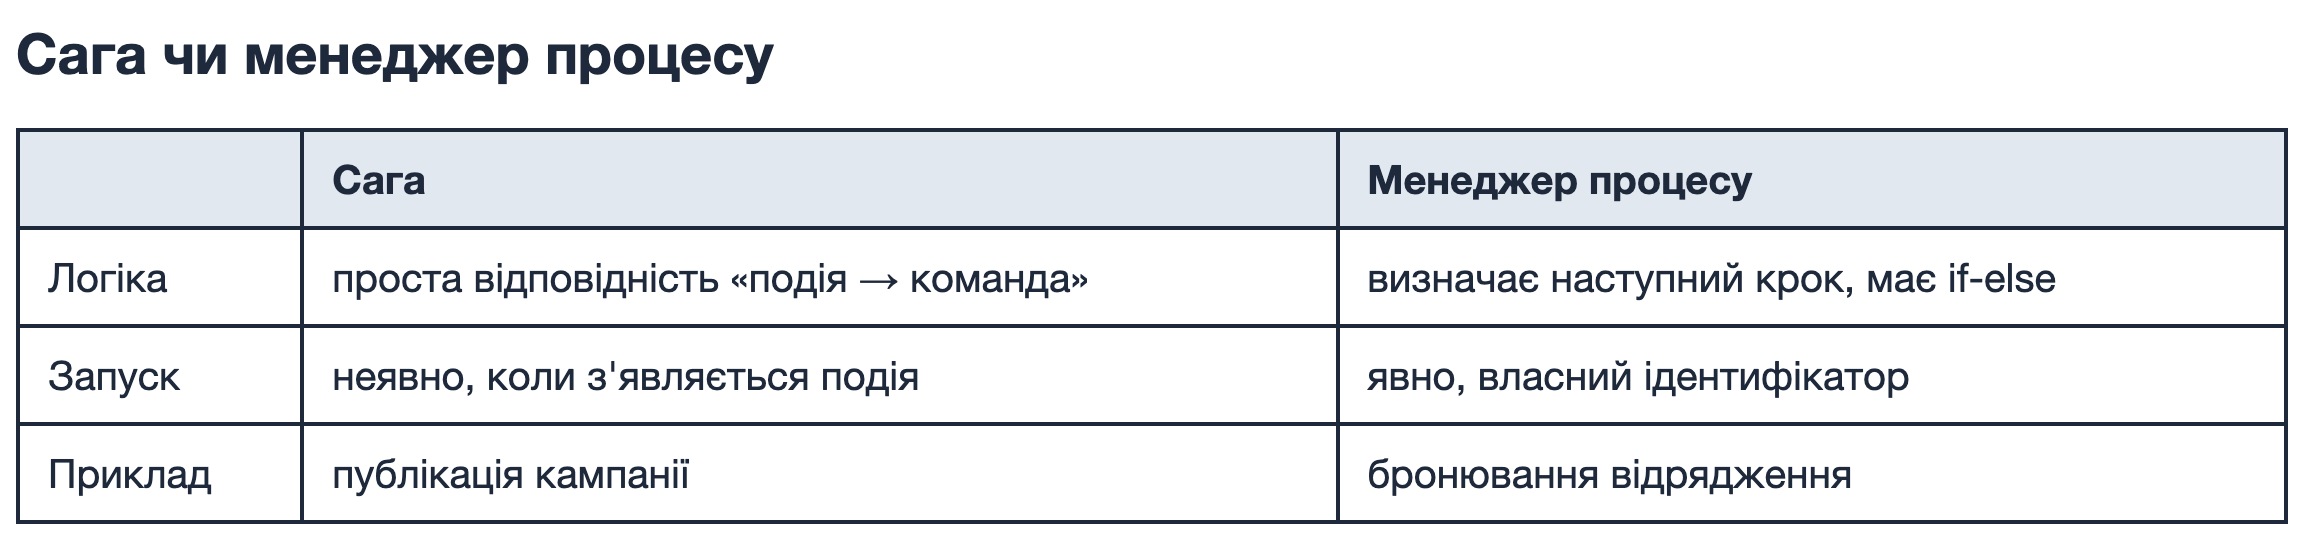 Сага чи менеджер процесу
Сага
Менеджер процесу
Логіка
проста відповідність «подія → команда»
визначає наступний крок, має if-else
Запуск
неявно, коли з'являється подія
явно, власний ідентифікатор
Приклад
публікація кампанії
бронювання відрядження